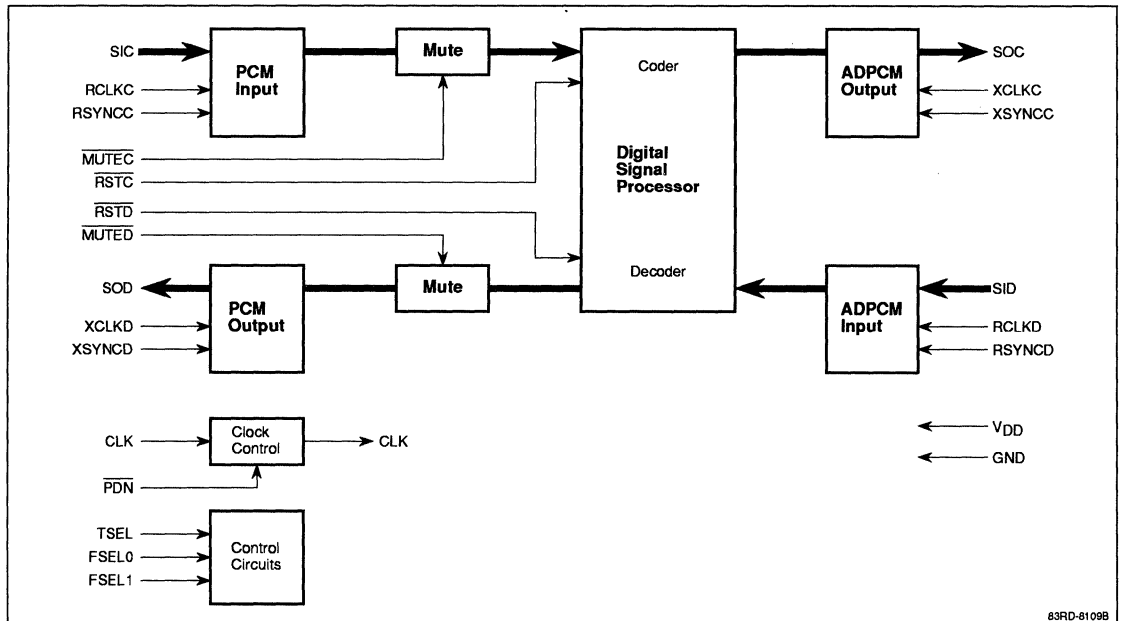 SIC
RCLKC
RSYNCC
PCM
Input
Mute
Coder
ADPCM
Output
SOC
XCLKC
XSYNCC
MUTEC
RSTC
RSTD
MUTED
Digital
Signal
Processor
SOD
XCLKD
XSYNCD
PCM
Output
Mute
Decoder
ADPCM
Input
SID
RCLKD
RSYNCD
CLK
PDN
Clock
Control
CLK
VDD
GND
TSEL
FSEL0
FSEL1
Control
Circuits
83RD-8109B